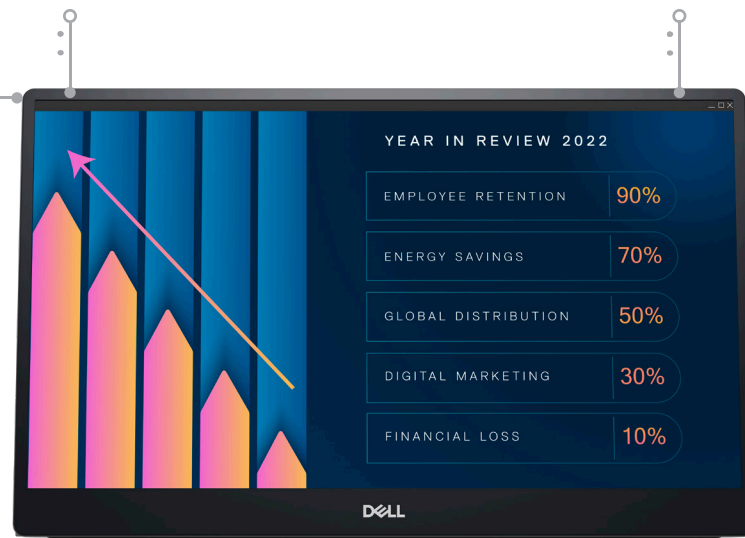 YEAR IN REVIEW 2022
EMPLOYEE RETENTION 90%
ENERGY SAVINGS 70%
GLOBAL DISTRIBUTION 50%
DIGITAL MARKETING 30%
FINANCIAL LOSS 10%
DELL